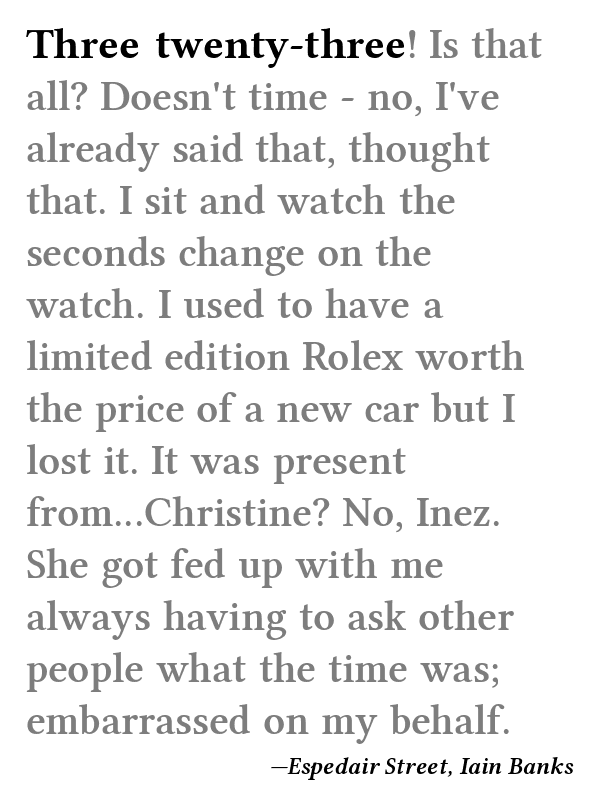 Three twenty-three! Is that
all? Doesn't time - no, I've
already said that, thought
that. I sit and watch the
seconds change on the
watch. I used to have a
limited edition Rolex worth
the price of a new car but I
lost it. It was present
from...Christine? No, Inez.
She got fed up with me
always having to ask other
people what the time was;
embarrassed on my behalf.
—Espedair Street, Iain Banks